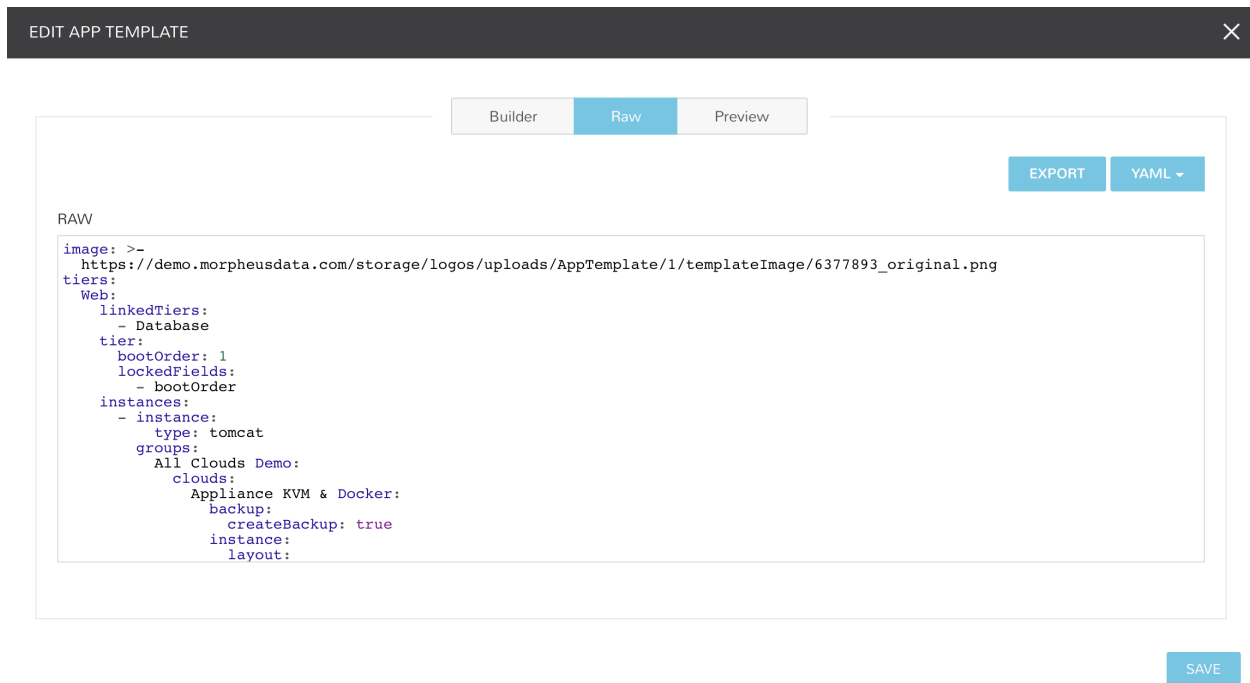 EDIT APP TEMPLATE
Builder Raw Preview
EXPORT YAML
RAW
image: >-
  https://demo.morpheusdata.com/storage/logos/uploads/AppTemplate/1/templateImage/6377893_original.png
tiers:
  Web:
    linkedTiers:
      - Database
    tier:
      bootOrder: 1
      lockedFields:
        - bootOrder
    instances:
      - instance:
          type: tomcat
        groups:
          All Clouds Demo:
            clouds:
              Appliance KVM & Docker:
                backup:
                  createBackup: true
                instance:
                  layout:
SAVE